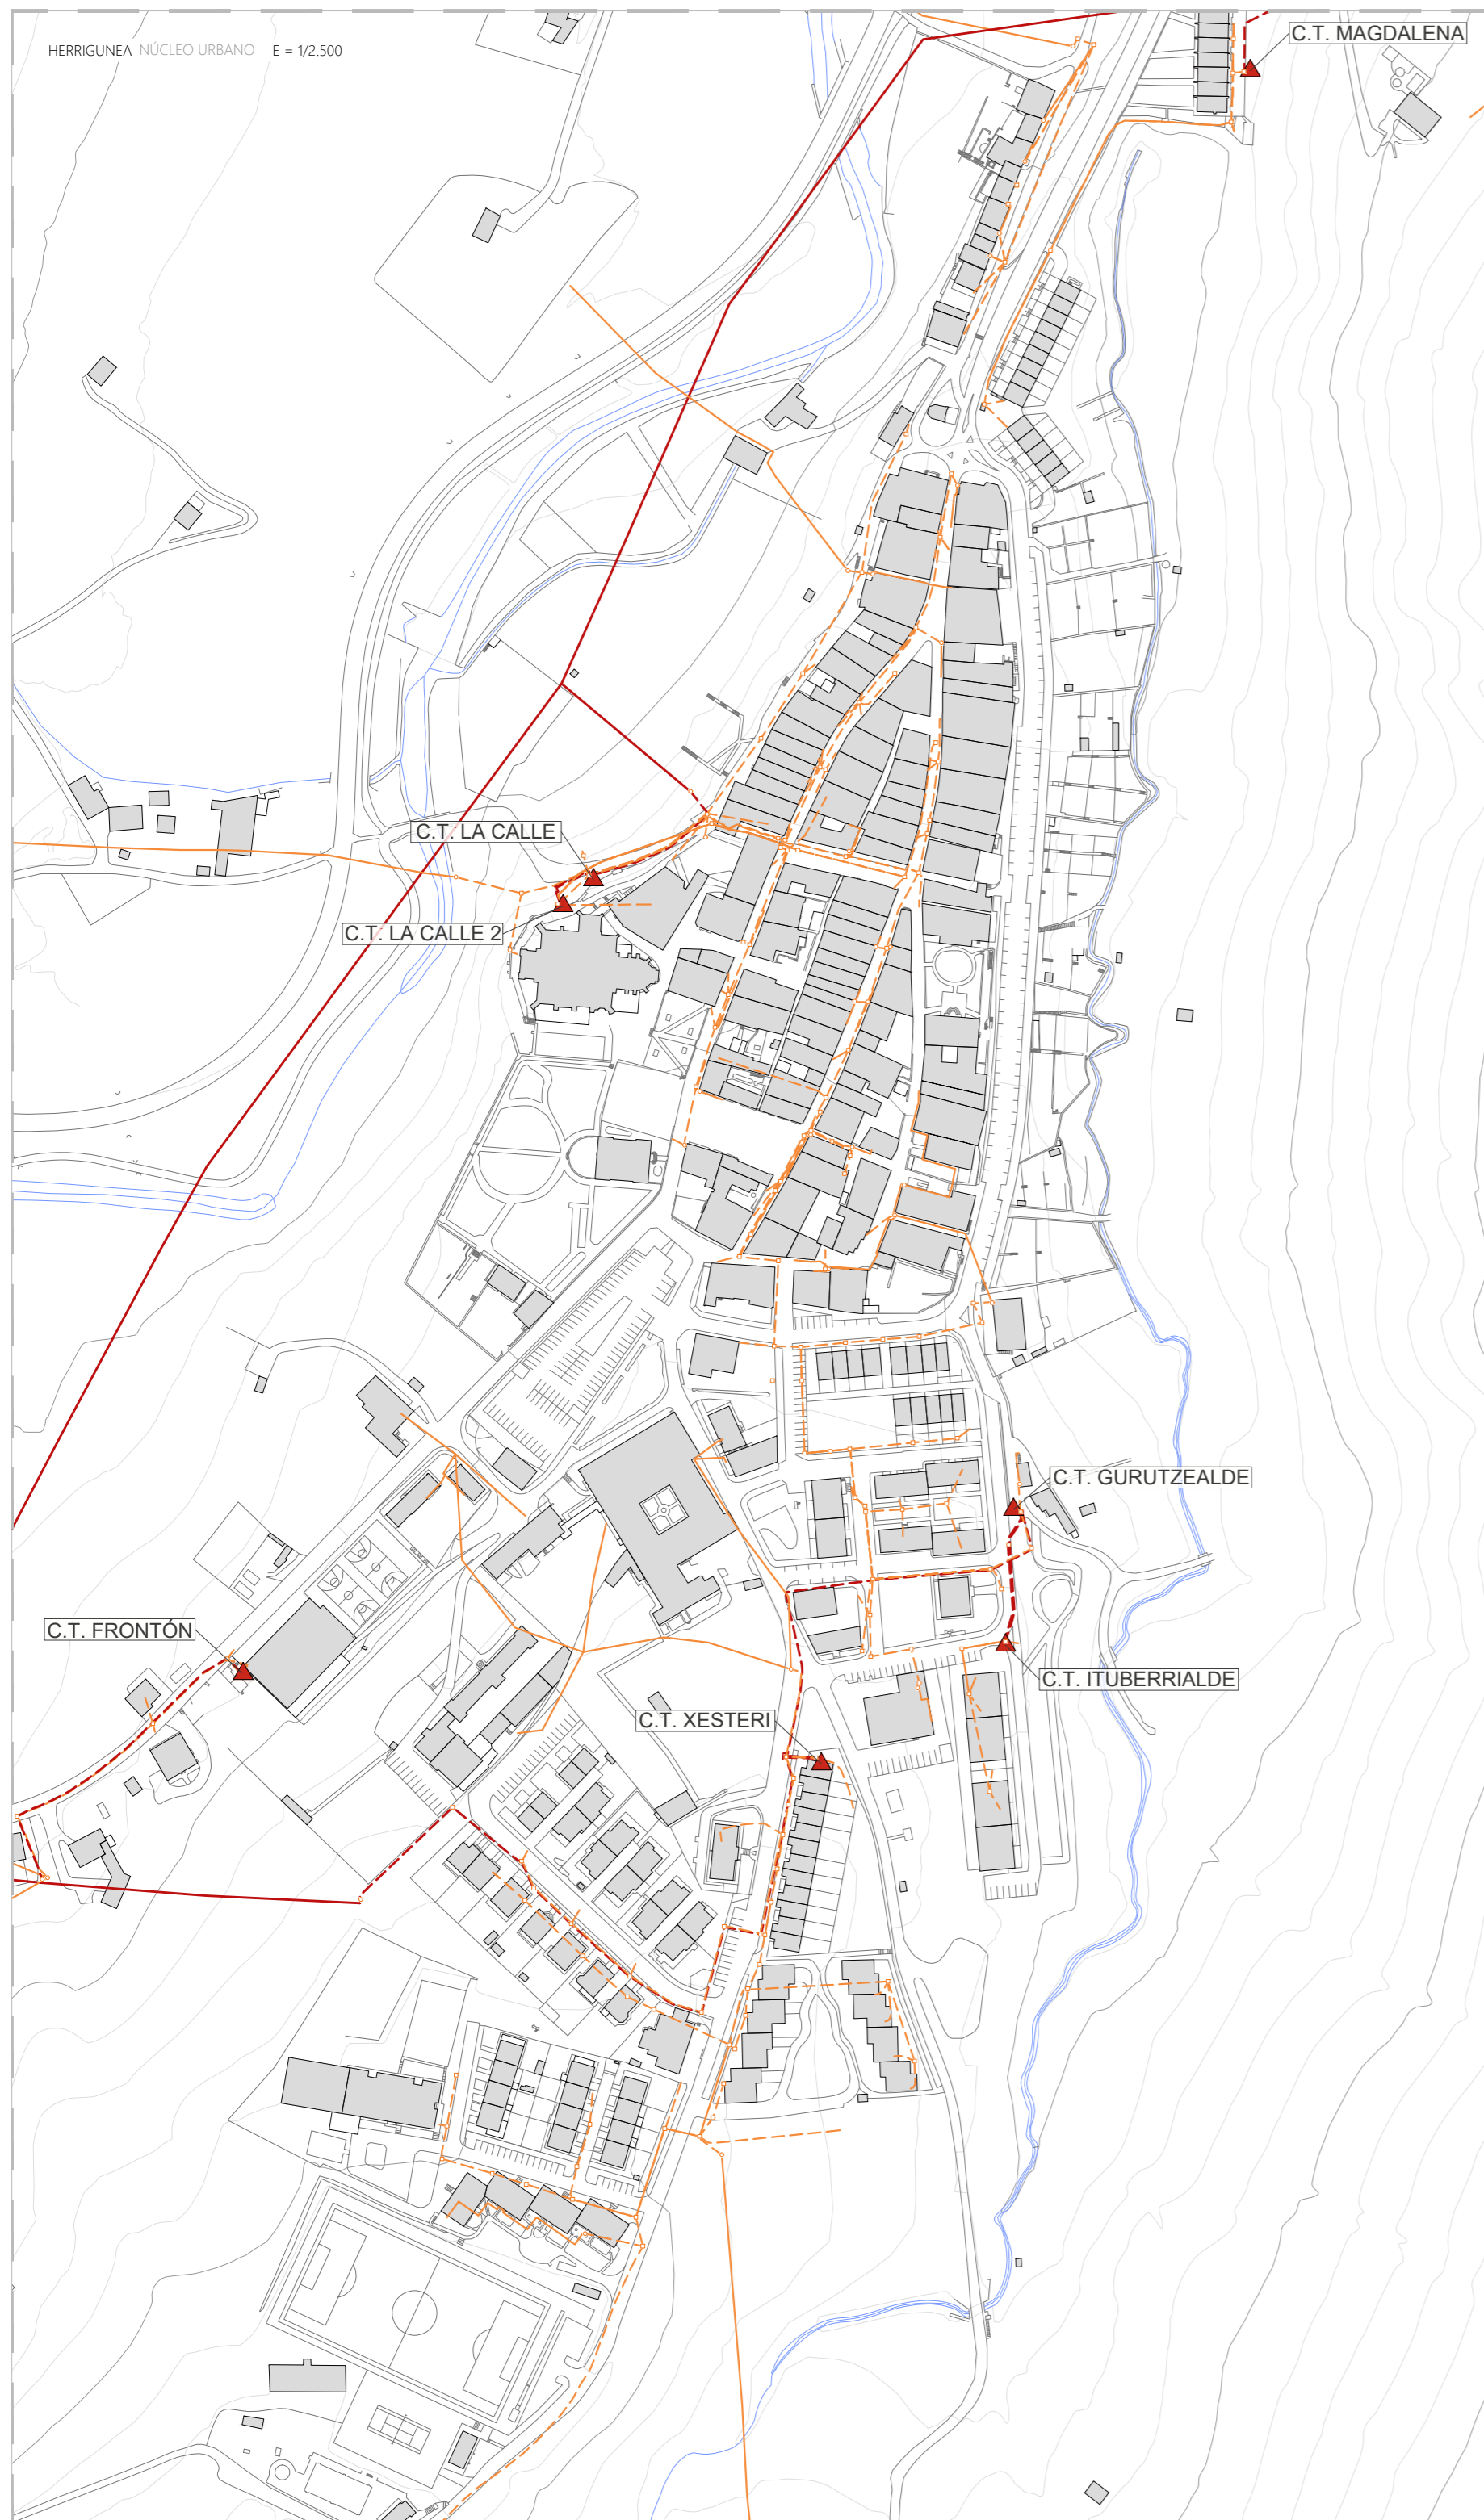 C.T. MAGDALENA
HERRIGUNEA NÚCLEO URBANO E = 1/2.500
C.T. LA CALLE
C.T. LA CALLE 2
C.T. GURUTZEALDE
C.T. FRONTÓN
C.T. ITUBERRIALDE
C.T. XESTERI